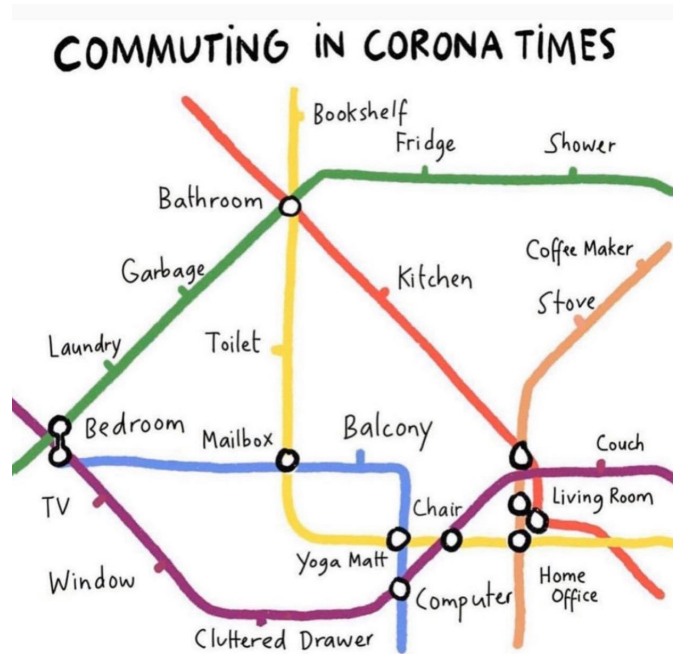 COMMUTING IN CORONA TIMES
Bookshelf
Fridge
Shower
Bathroom
Coffee Maker
Garbage
Kitchen
Stove
Laundry
Toilet
Bedroom
Mailbox
Balcony
Couch
TV
Chair
Living Room
Yoga Matt
Window
Home
Office
Computer
Cluttered Drawer